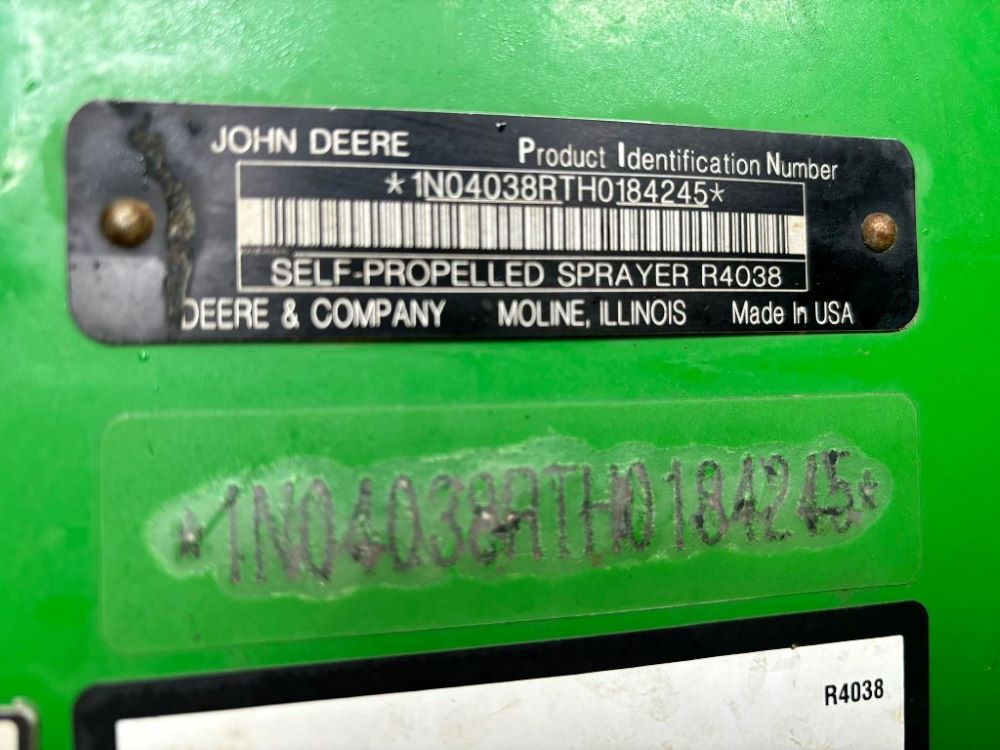 JOHN DEERE
Product Identification Number
*1N04038RTH0184245*
SELF-PROPELLED SPRAYER R4038
DEERE & COMPANY MOLINE, ILLINOIS Made In USA
*1N04038RTH0184245*
R4038